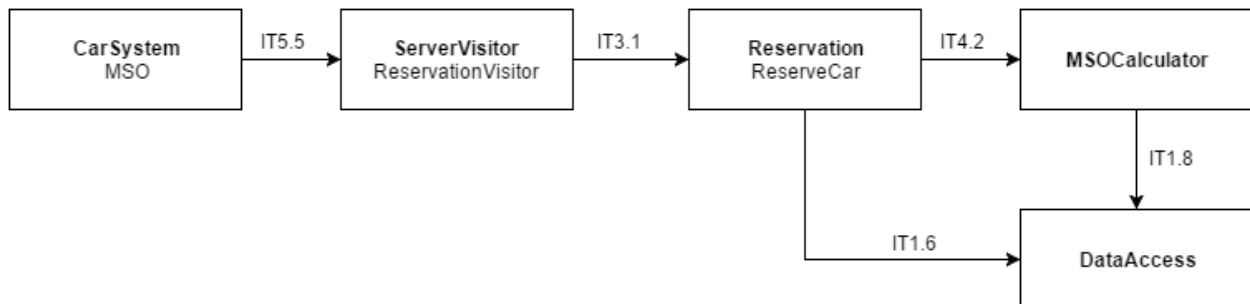 CarSystem
MSO
IT5.5
ServerVisitor
ReservationVisitor
IT3.1
Reservation
ReserveCar
IT4.2
MSOCalculator
IT1.8
IT1.6
DataAccess